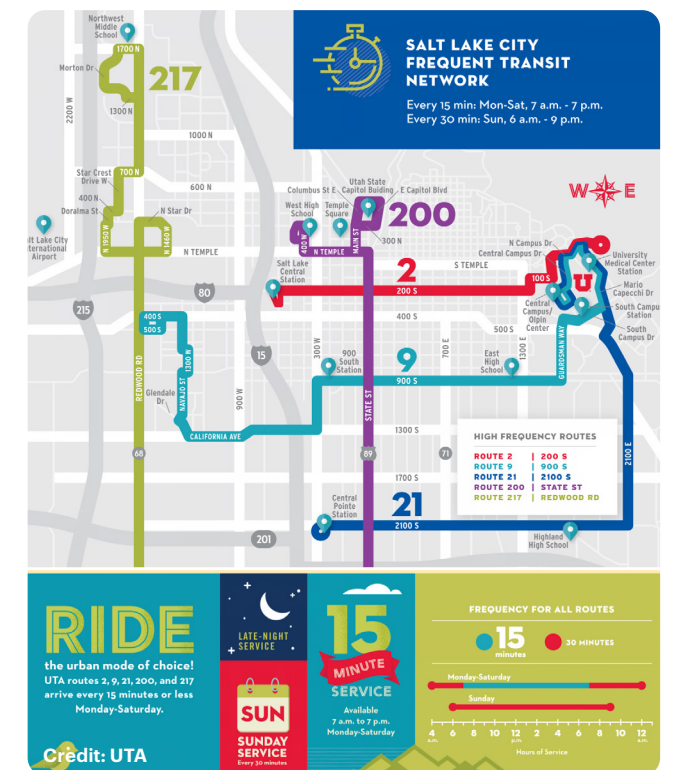 Northwest
Middle
School
1700 N
Morton Dr
217
1300 N
2200 W
1000 N
Star Crest
Drive W
700 N
600 N
400 N
Doralma St
N Star Dr
N 1950 W
N 1460 W
N TEMPLE
lt Lake City
ternational
Airport
SALT LAKE CITY
FREQUENT TRANSIT
NETWORK
Every 15 min: Mon-Sat, 7 a.m. - 7 p.m.
Every 30 min: Sun, 6 a.m. - 9 p.m.
W E
Utah State
Capitol Buiding
Columbus St E
E Capitol Blvd
West High
School
Temple
Square
200
400 W
N TEMPLE
MAIN ST
300 N
Salt Lake
Central
Station
2
S TEMPLE
200 S
100 S
N Campus Dr
Central Campus Dr
University
Medical Center
Station
Mario
Capecchi Dr
U
South Campu
Station
South
Campus Dr
Central
Campus/
Olpin
Center
80
215
15
400 S
500 S
400 S
500 S
300 W
700 E
1300 E
900
South
Station
9
900 S
East
High
School
GUARDSMAN WAY
REDWOOD RD
NAVAJO ST
1300 W
900 W
Glendale
Dr
CALIFORNIA AVE
STATE ST
1300 S
68
89
71
1700 S
2100 E
HIGH FREQUENCY ROUTES
ROUTE 2 | 200 S
ROUTE 9 | 900 S
ROUTE 21 | 2100 S
ROUTE 200 | STATE ST
ROUTE 217 | REDWOOD RD
Central
Pointe
Station
21
2100 S
201
Highland
High School
RIDE
the urban mode of choice!
UTA routes 2, 9, 21, 200, and 217
arrive every 15 minutes or less
Monday-Saturday.
Credit: UTA
LATE-NIGHT
SERVICE
SUN
SUNDAY
SERVICE
Every 30 minutes
15
MINUTE
SERVICE
Available
7 a.m. to 7 p.m.
Monday-Saturday
FREQUENCY FOR ALL ROUTES
15
minutes
30 MINUTES
Monday-Saturday
Sunday
4 6 8 10 12 2 4 6 8 10 12
a.m. p.m. a.m.
Hours of Service